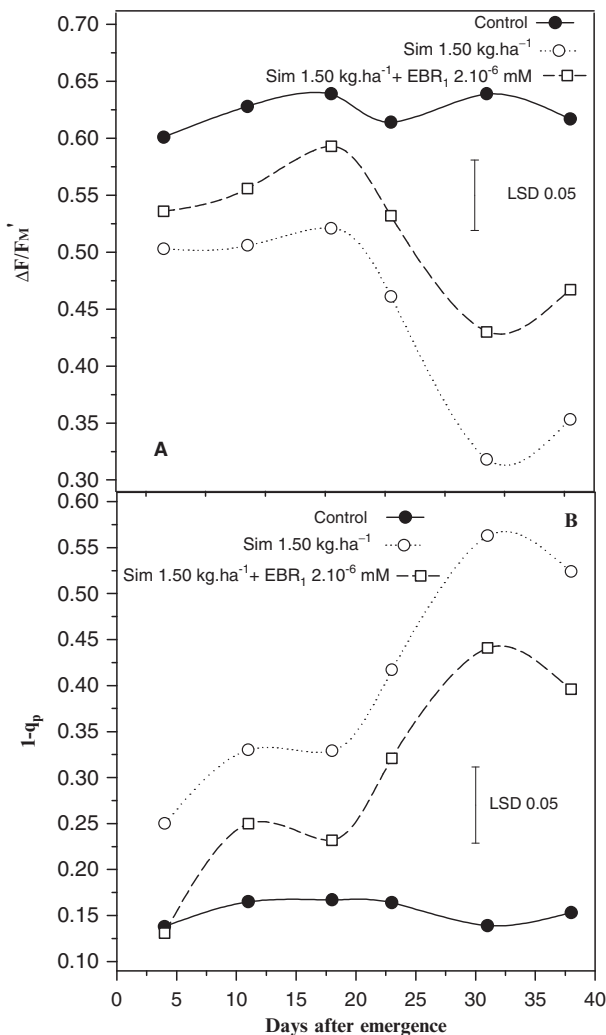 0.70
Control
Sim 1.50 kg.ha⁻¹
Sim 1.50 kg.ha⁻¹+ EBR₁ 2.10⁻⁶ mM
0.65
0.60
0.55
LSD 0.05
0.50
ΔF/FM'
0.45
0.40
0.35
A
0.30
0.60
Control
B
Sim 1.50 kg.ha⁻¹
0.55
Sim 1.50 kg.ha⁻¹+ EBR₁ 2.10⁻⁶ mM
0.50
0.45
0.40
0.35
1-qp
0.30
LSD 0.05
0.25
0.20
0.15
0.10
0 5 10 15 20 25 30 35 40
Days after emergence